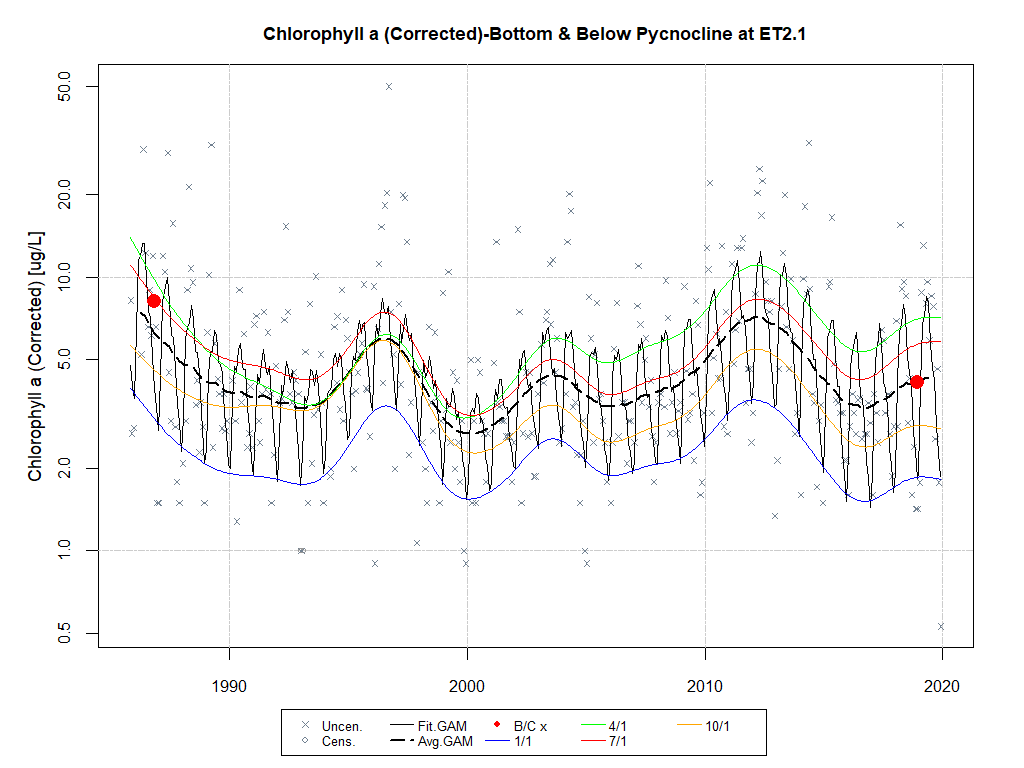 Chlorophyll a (Corrected)-Bottom & Below Pycnocline at ET2.1
Chlorophyll a (Corrected) [ug/L]
50.0
20.0
10.0
5.0
2.0
1.0
0.5
1990 2000 2010 2020
Uncen. Fit.GAM B/C x 4/1 10/1
Cens. Avg.GAM 1/1 7/1